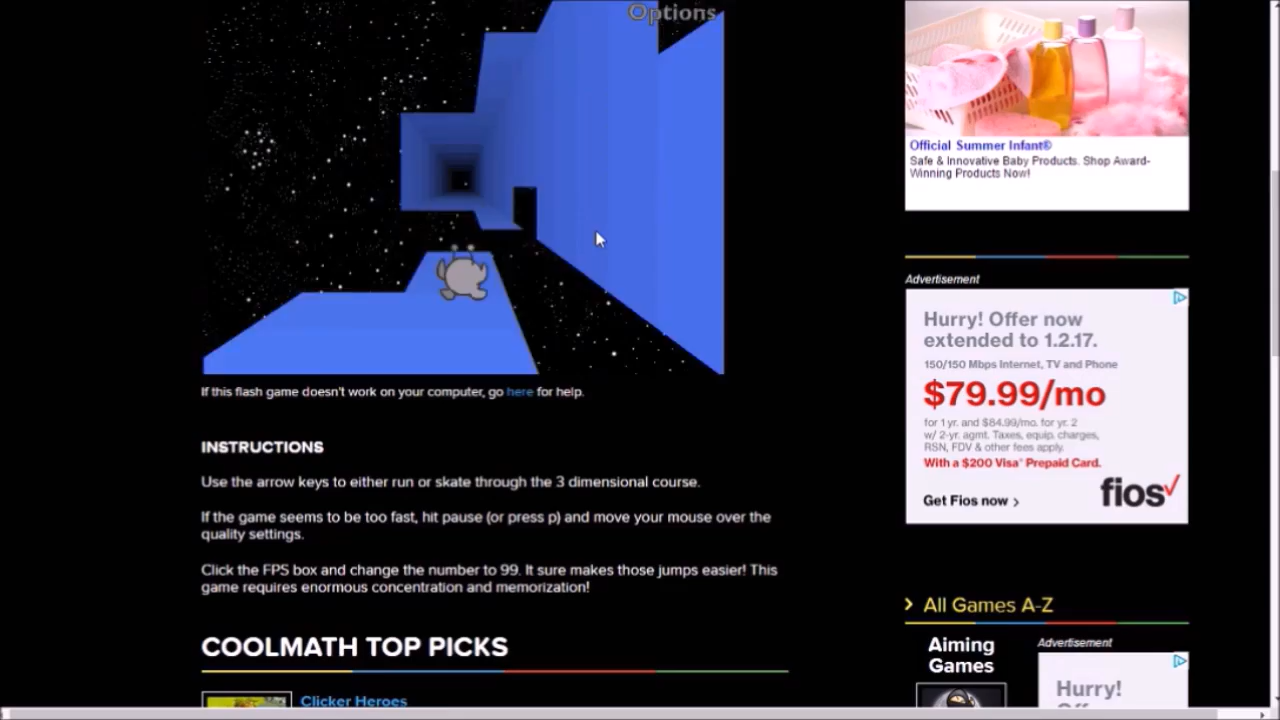 Options
If this flash game doesn't work on your computer, go here for help.
INSTRUCTIONS
Use the arrow keys to either run or skate through the 3 dimensional course.
If the game seems to be too fast, hit pause (or press p) and move your mouse over the
quality settings.
Click the FPS box and change the number to 99. It sure makes those jumps easier! This
game requires enormous concentration and memorization!
COOLMATH TOP PICKS
Clicker Heroes
Official Summer Infant®
Safe & Innovative Baby Products. Shop Award-
Winning Products Now!
Advertisement
Hurry! Offer now
extended to 1.2.17.
150/150 Mbps Internet, TV and Phone
$79.99/mo
for 1 yr. and $84.99/mo. for yr. 2
w/ 2-yr. agmt. Taxes, equip. charges,
RSN, FDV & other fees apply.
With a $200 Visa® Prepaid Card.
Get Fios now >
fios
> All Games A-Z
Aiming
Games
Advertisement
Hurry!